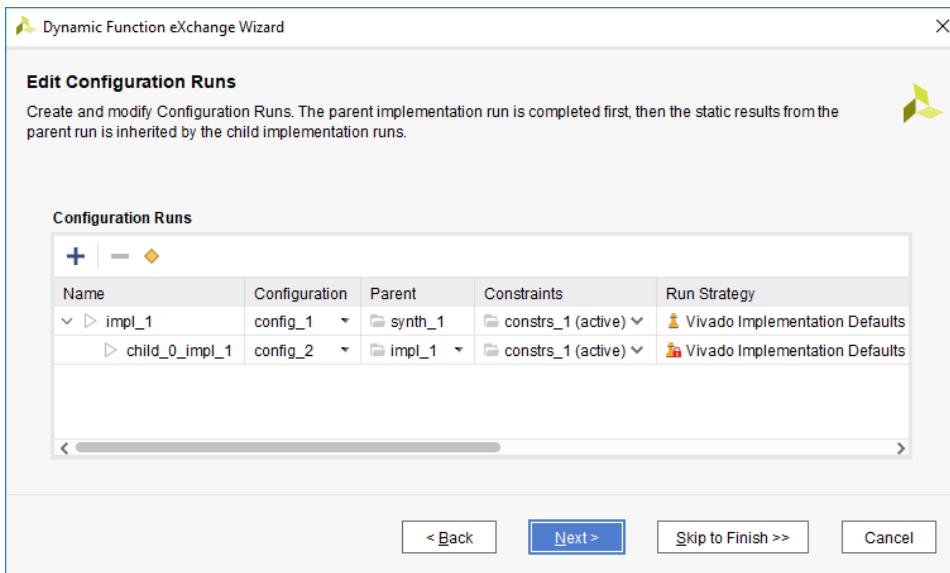 Dynamic Function eXchange Wizard
Edit Configuration Runs
Create and modify Configuration Runs. The parent implementation run is completed first, then the static results from the
parent run is inherited by the child implementation runs.
Configuration Runs
Name Configuration Parent Constraints Run Strategy
impl_1 config_1 synth_1 constrs_1 (active) Vivado Implementation Defaults
child_0_impl_1 config_2 impl_1 constrs_1 (active) Vivado Implementation Defaults
< Back Next > Skip to Finish >> Cancel